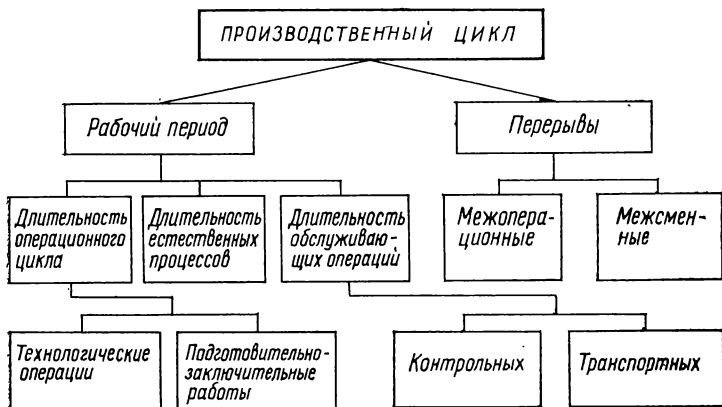 ПРОИЗВОДСТВЕННЫЙ ЦИКЛ
Рабочий период
Перерывы
Длительность
операционного
цикла
Длительность
естественных
процессов
Длительность
обслуживаю-
щих операций
Межопера-
ционные
Межсмен-
ные
Технологические
операции
Подготовительно-
заключительные
работы
Контрольных
Транспортных